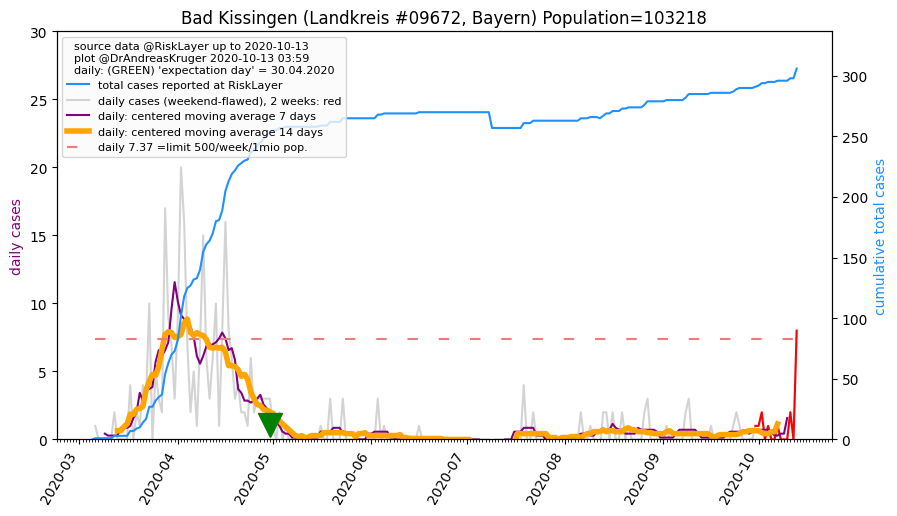 Bad Kissingen (Landkreis #09672, Bayern) Population=103218
source data @RiskLayer up to 2020-10-13
plot @DrAndreasKruger 2020-10-13 03:59
daily: (GREEN) 'expectation day' = 30.04.2020
total cases reported at RiskLayer
daily cases (weekend-flawed), 2 weeks: red
daily: centered moving average 7 days
daily: centered moving average 14 days
daily 7.37 =limit 500/week/1mio pop.
daily cases
30
25
20
15
10
5
0
cumulative total cases
300
250
200
150
100
50
0
2020-03
2020-04
2020-05
2020-06
2020-07
2020-08
2020-09
2020-10